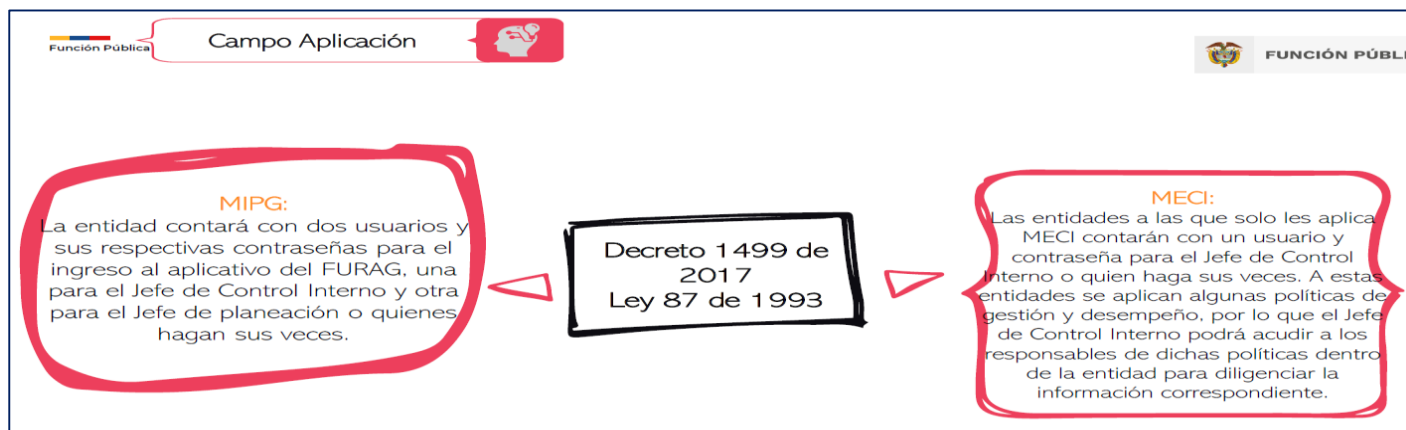 Función Pública
Campo Aplicación
FUNCIÓN PÚBLI
MIPG:
La entidad contará con dos usuarios y
sus respectivas contraseñas para el
ingreso al aplicativo del FURAG, una
para el Jefe de Control Interno y otra
para el Jefe de planeación o quienes
hagan sus veces.
Decreto 1499 de
2017
Ley 87 de 1993
MECI:
Las entidades a las que solo les aplica
MECI contarán con un usuario y
contraseña para el Jefe de Control
Interno o quien haga sus veces. A estas
entidades se aplican algunas políticas de
gestión y desempeño, por lo que el Jefe
de Control Interno podrá acudir a los
responsables de dichas políticas dentro
de la entidad para diligenciar la
información correspondiente.